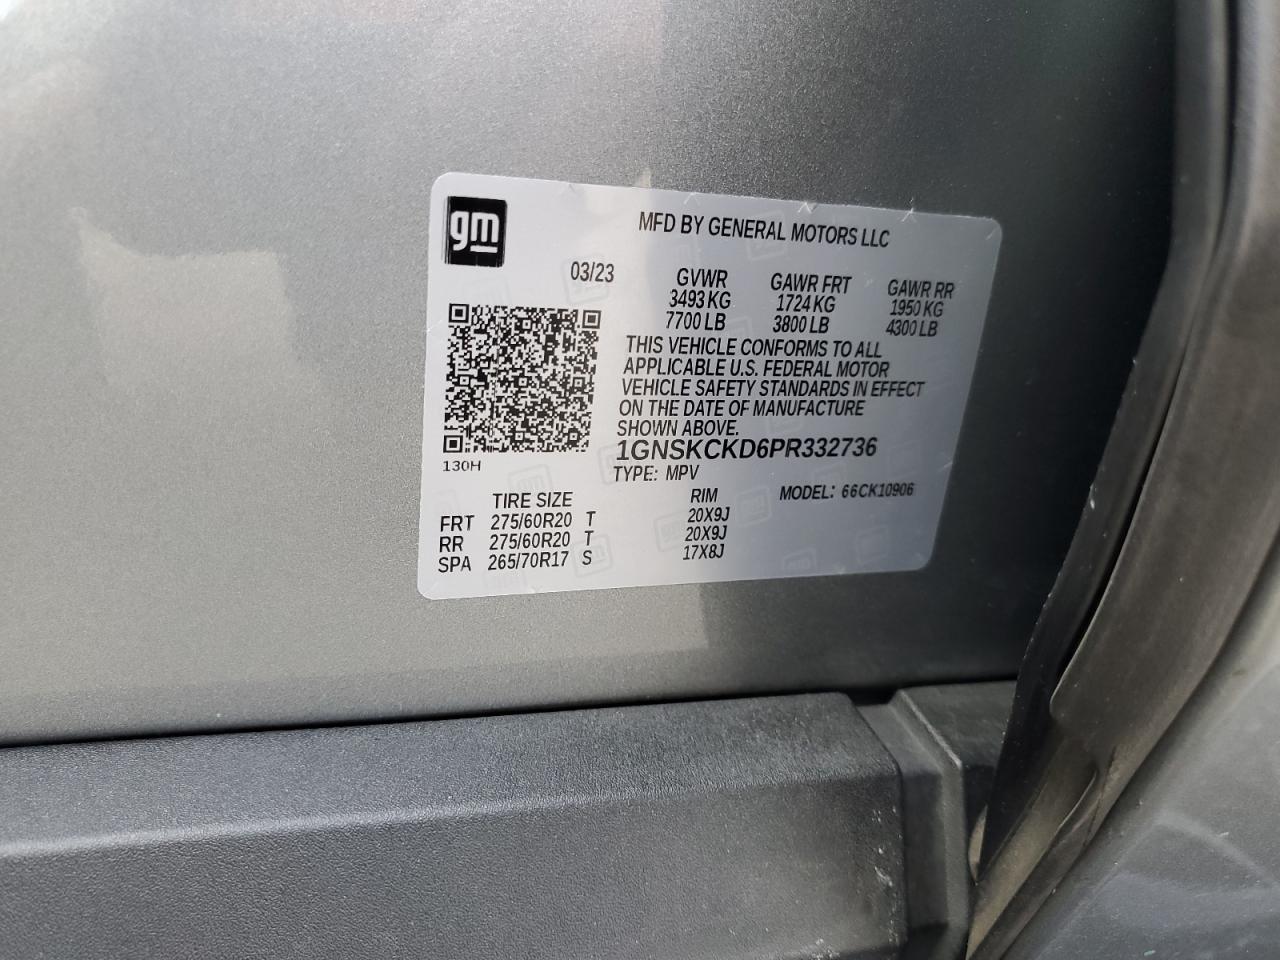 gm
MFD BY GENERAL MOTORS LLC
03/23 GVWR GAWR FRT GAWR RR
3493 KG 1724 KG 1950 KG
7700 LB 3800 LB 4300 LB
THIS VEHICLE CONFORMS TO ALL
APPLICABLE U.S. FEDERAL MOTOR
VEHICLE SAFETY STANDARDS IN EFFECT
ON THE DATE OF MANUFACTURE
SHOWN ABOVE.
1GNSKCKD6PR332736
130H
TYPE: MPV
TIRE SIZE RIM MODEL: 66CK10906
FRT 275/60R20 T 20X9J
RR 275/60R20 T 20X9J
SPA 265/70R17 S 17X8J